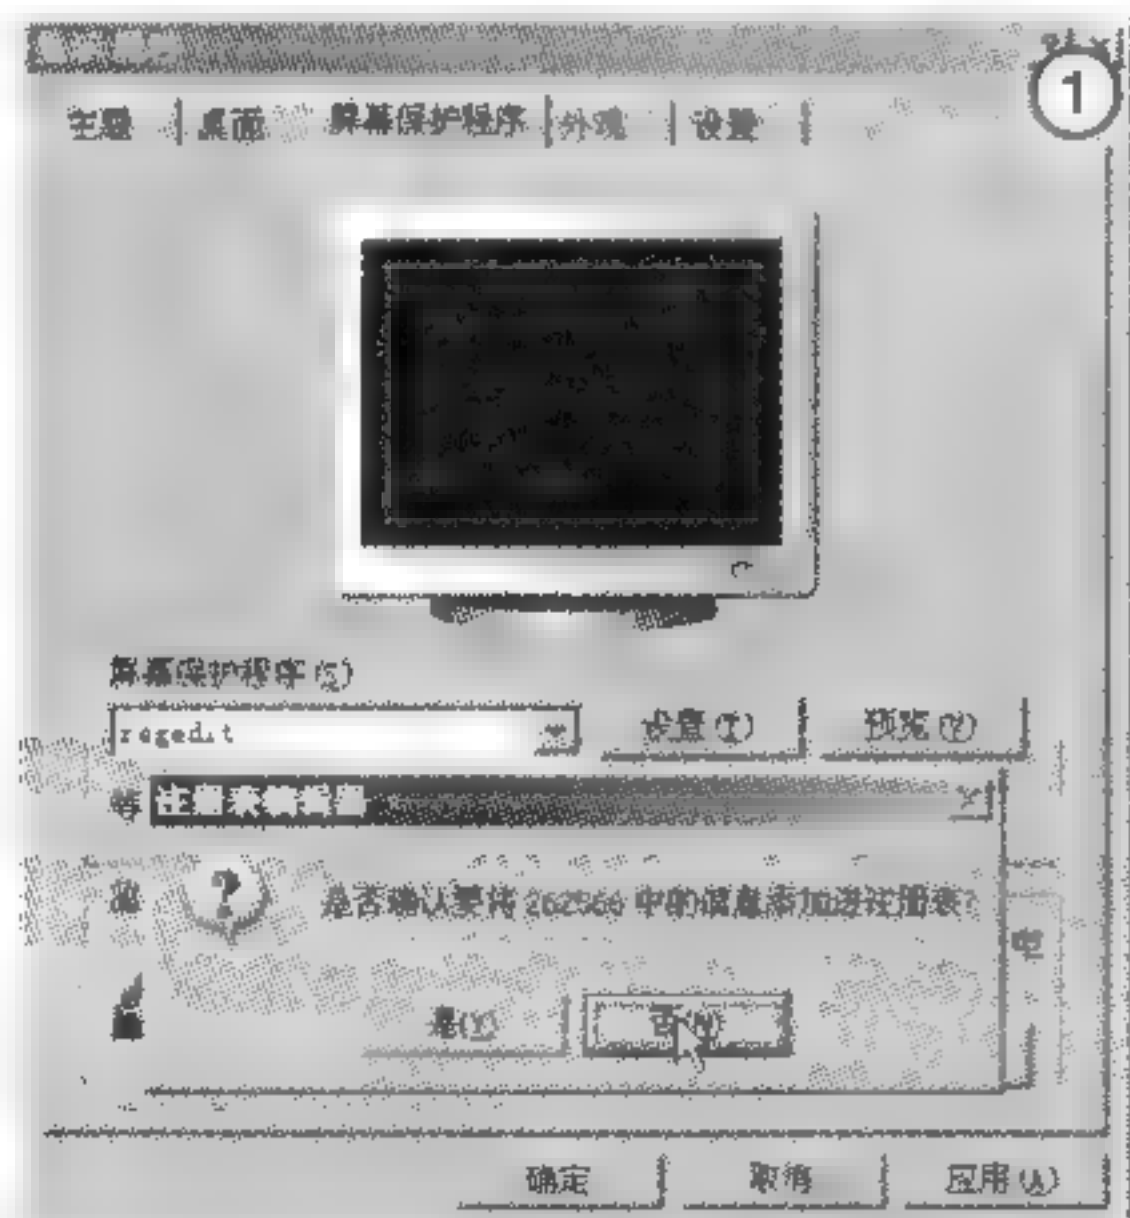 1
主题 桌面 屏幕保护程序 外观 设置
屏幕保护程序(S)
regedit 设置(T) 预览(V)
等
注册表编辑器
是否确认要将 262566 中的信息添加进注册表?
电
是(Y) 否(N)
确定 取消 应用(A)